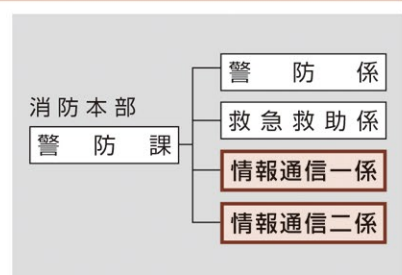 消防本部
警防課
警防係
救急救助係
情報通信一係
情報通信二係